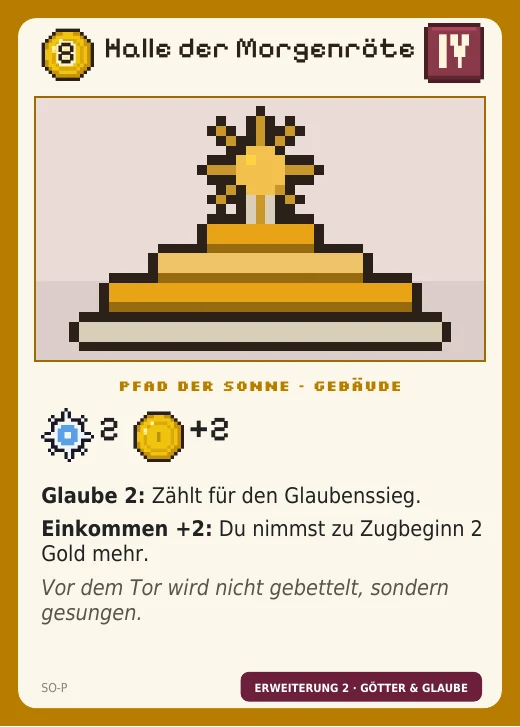 8 Halle der Morgenröte IV
PFAD DER SONNE · GEBÄUDE
2 +2
Glaube 2: Zählt für den Glaubenssieg.
Einkommen +2: Du nimmst zu Zugbeginn 2
Gold mehr.
Vor dem Tor wird nicht gebettelt, sondern
gesungen.
SO-P ERWEITERUNG 2 · GÖTTER & GLAUBE